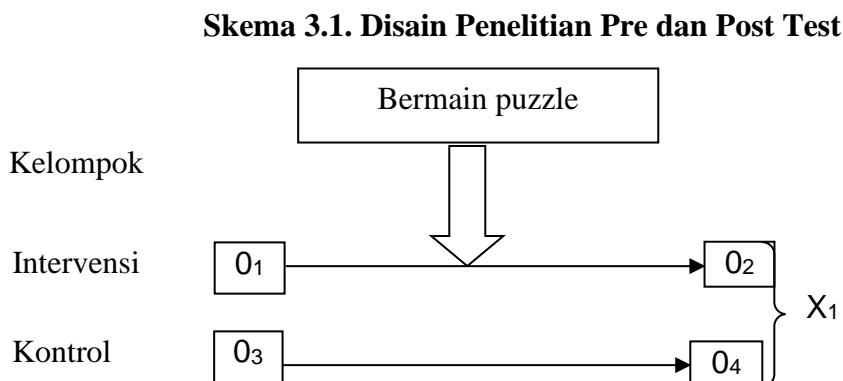 Skema 3.1. Disain Penelitian Pre dan Post Test
Bermain puzzle
Kelompok
Intervensi 01 02
X1
Kontrol 03 04